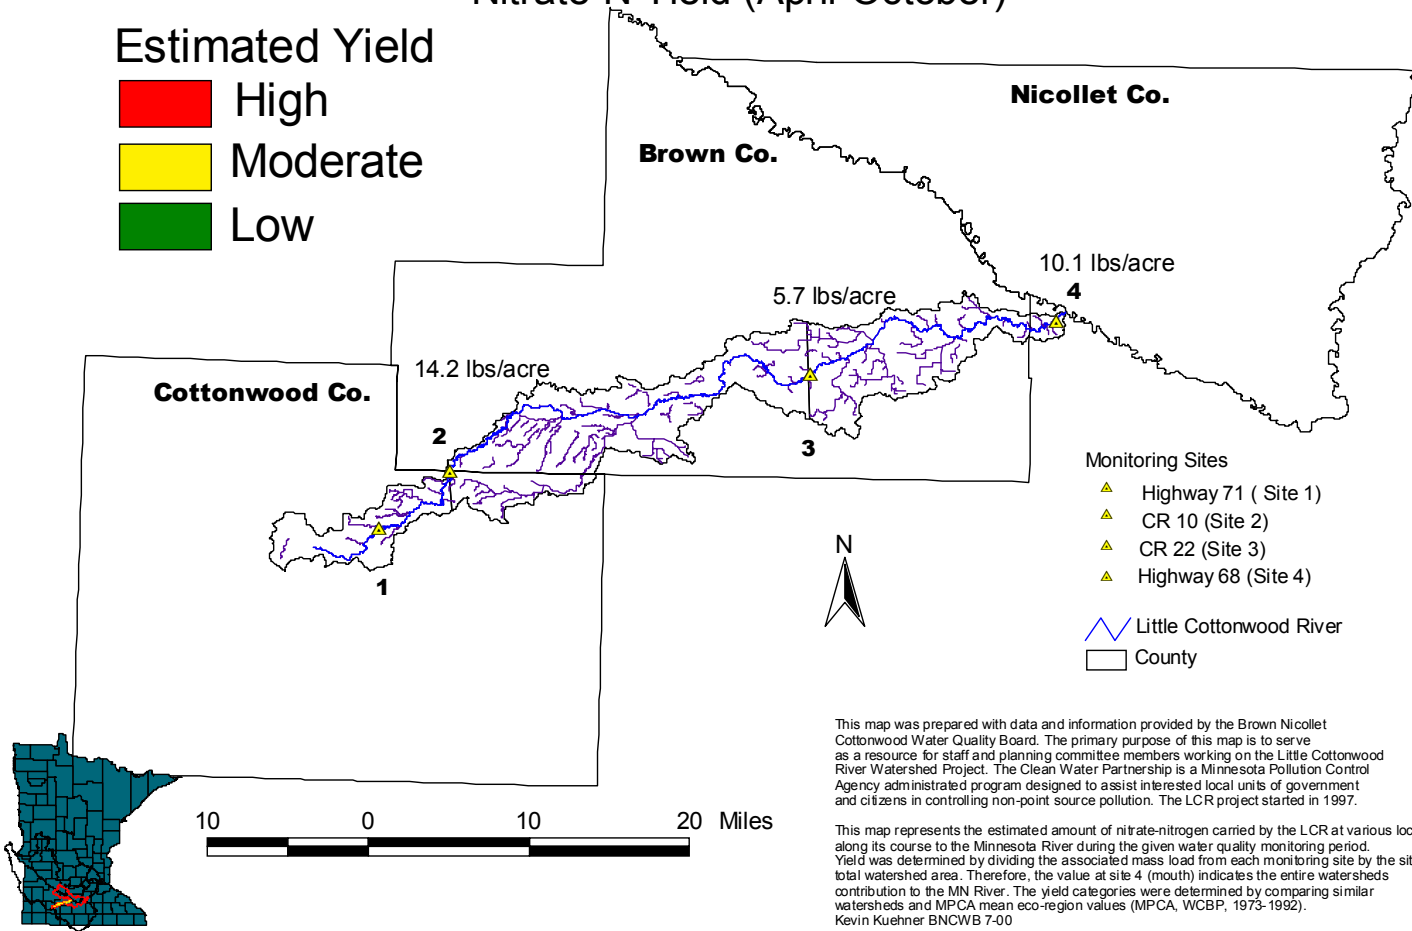 Nitrate-N Yield (April-October)
Estimated Yield
High
Moderate
Low
Nicollet Co.
Brown Co.
Cottonwood Co.
10.1 lbs/acre
4
5.7 lbs/acre
14.2 lbs/acre
2
3
1
N
Monitoring Sites
Highway 71 ( Site 1)
CR 10 (Site 2)
CR 22 (Site 3)
Highway 68 (Site 4)
Little Cottonwood River
County
10 0 10 20 Miles
This map was prepared with data and information provided by the Brown Nicollet
Cottonwood Water Quality Board. The primary purpose of this map is to serve
as a resource for staff and planning committee members working on the Little Cottonwood
River Watershed Project. The Clean Water Partnership is a Minnesota Pollution Control
Agency administrated program designed to assist interested local units of government
and citizens in controlling non-point source pollution. The LCR project started in 1997.
This map represents the estimated amount of nitrate-nitrogen carried by the LCR at various loc
along its course to the Minnesota River during the given water quality monitoring period.
Yield was determined by dividing the associated mass load from each monitoring site by the sit
total watershed area. Therefore, the value at site 4 (mouth) indicates the entire watersheds
contribution to the MN River. The yield categories were determined by comparing similar
watersheds and MPCA mean eco-region values (MPCA, WCBP, 1973-1992).
Kevin Kuehner BNCWB 7-00